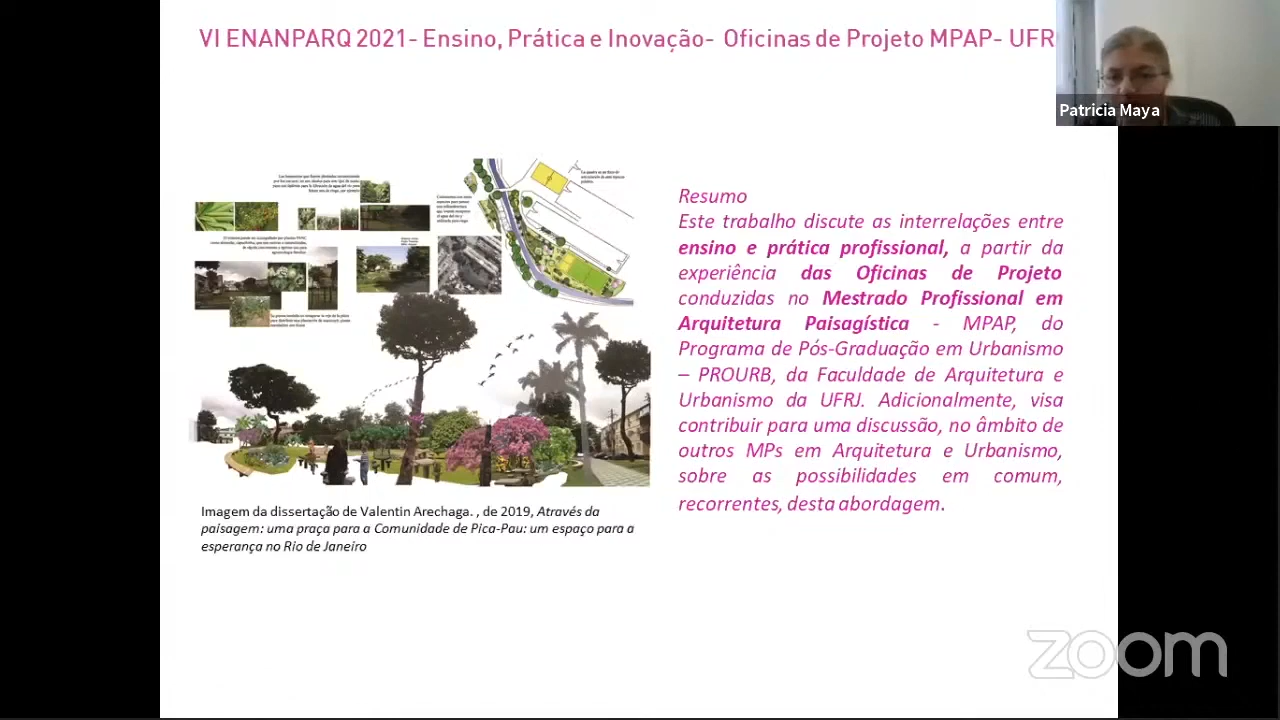 VI ENANPARQ 2021- Ensino, Prática e Inovação- Oficinas de Projeto MPAP- UFR
Patricia Maya
Resumo
Este trabalho discute as interrelações entre
ensino e prática profissional, a partir da
experiência das Oficinas de Projeto
conduzidas no Mestrado Profissional em
Arquitetura Paisagística - MPAP, do
Programa de Pós-Graduação em Urbanismo
– PROURB, da Faculdade de Arquitetura e
Urbanismo da UFRJ. Adicionalmente, visa
contribuir para uma discussão, no âmbito de
outros MPs em Arquitetura e Urbanismo,
sobre as possibilidades em comum,
recorrentes, desta abordagem.
Imagem da dissertação de Valentin Arechaga. , de 2019, Através da
paisagem: uma praça para a Comunidade de Pica-Pau: um espaço para a
esperança no Rio de Janeiro
zoom